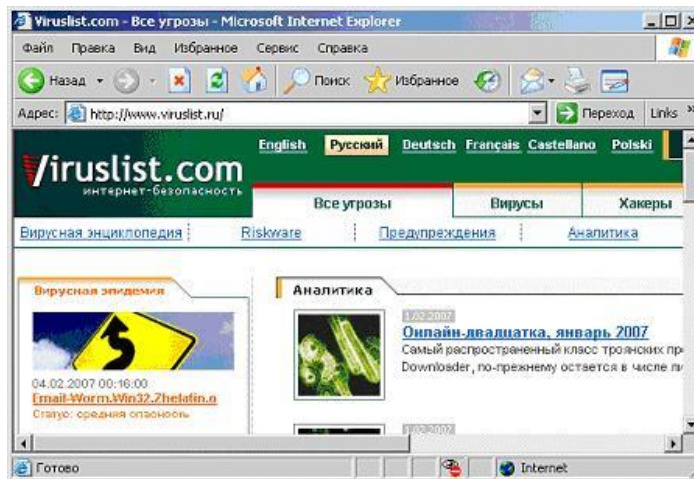 Viruslist.com - Все угрозы - Microsoft Internet Explorer
Файл Правка Вид Избранное Сервис Справка
Назад Поиск Избранное
Адрес: http://www.viruslist.ru/ Переход Links »
English Русский Deutsch Français Castellano Polski
Viruslist.com
интернет-безопасность
Все угрозы Вирусы Хакеры
Вирусная энциклопедия Riskware Предупреждения Аналитика
Вирусная эпидемия
Аналитика
1.02.2007
Онлайн-двадцатка, январь 2007
Самый распространенный класс троянских пр
Downloader, по-прежнему остается в числе ли
04.02.2007 00:16:00
Email-Worm.Win32.Zhelatin.o
Статус: средняя опасность
1.02.2007
Готово Internet